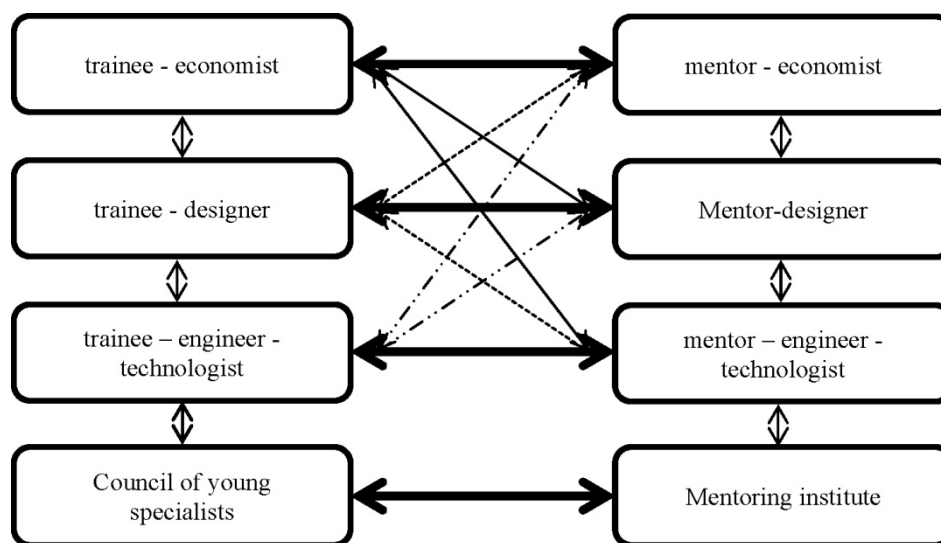 trainee - economist
mentor - economist
trainee - designer
Mentor-designer
trainee – engineer -
technologist
mentor – engineer -
technologist
Council of young
specialists
Mentoring institute